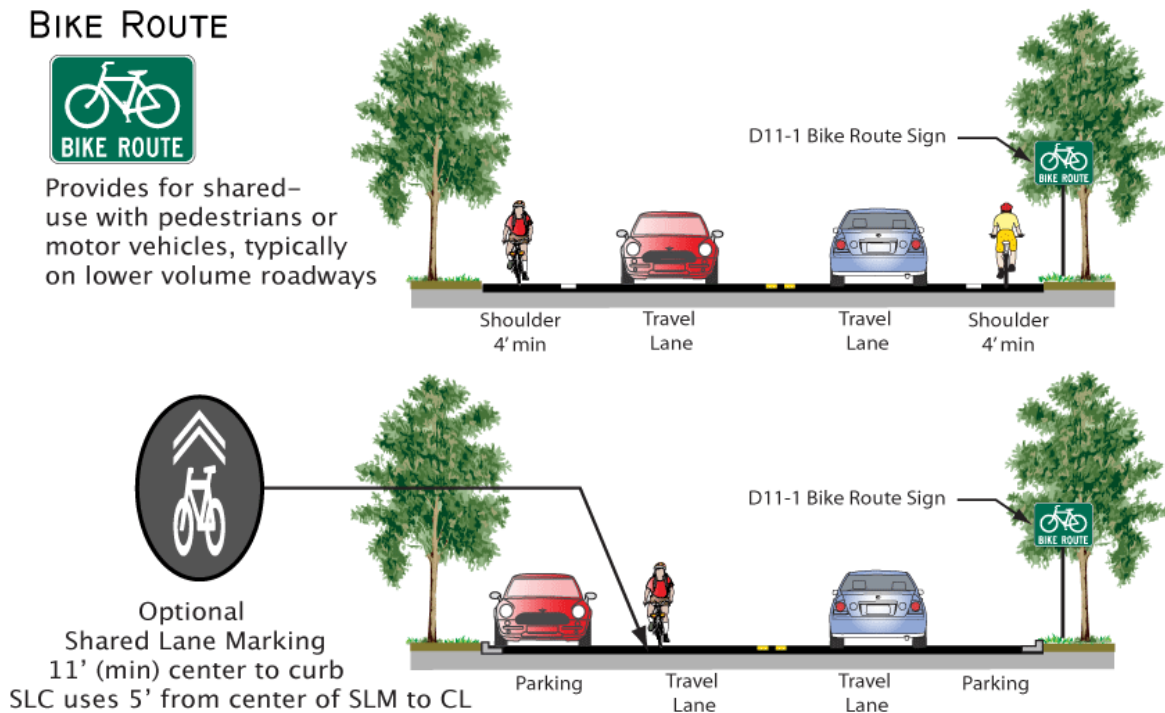 BIKE ROUTE
BIKE ROUTE
Provides for shared-
use with pedestrians or
motor vehicles, typically
on lower volume roadways
D11-1 Bike Route Sign
BIKE ROUTE
Shoulder
4' min
Travel
Lane
Travel
Lane
Shoulder
4' min
Optional
Shared Lane Marking
11' (min) center to curb
SLC uses 5' from center of SLM to CL
D11-1 Bike Route Sign
BIKE ROUTE
Parking
Travel
Lane
Travel
Lane
Parking